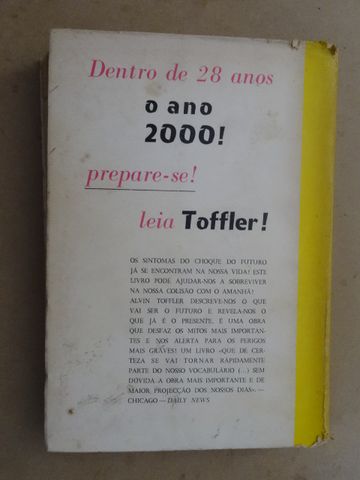 Dentro de 28 anos
o ano
2000!
prepare-se!
leia Toffler!
OS SINTOMAS DO CHOQUE DO FUTURO
JÁ SE ENCONTRAM NA NOSSA VIDA! ESTE
LIVRO PODE AJUDAR-NOS A SOBREVIVER
NA NOSSA COLISÃO COM O AMANHÃ!
ALVIN TOFFLER DESCREVE-NOS O QUE
VAI SER O FUTURO E REVELA-NOS O
QUE JÁ É O PRESENTE. É UMA OBRA
QUE DESFAZ OS MITOS MAIS IMPORTAN-
TES E NOS ALERTA PARA OS PERIGOS
MAIS GRAVES! UM LIVRO «QUE DE CER-
TEZA SE VAI TORNAR RÀPIDAMENTE
PARTE DO NOSSO VOCABULÁRIO (...) SEM
DÚVIDA A OBRA MAIS IMPORTANTE E DE
MAIOR PROJECÇÃO DOS NOSSOS DIAS». —
CHICAGO — DAILY NEWS